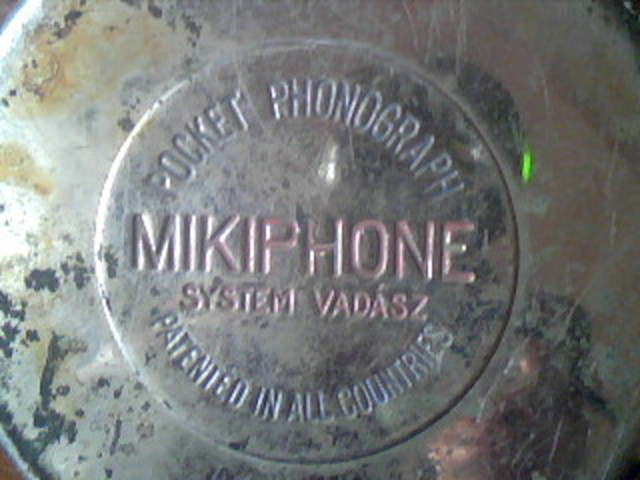 POCKET PHONOGRAPH
MIKIPHONE
SYSTEM VADÁSZ
PATENTED IN ALL COUNTRIES